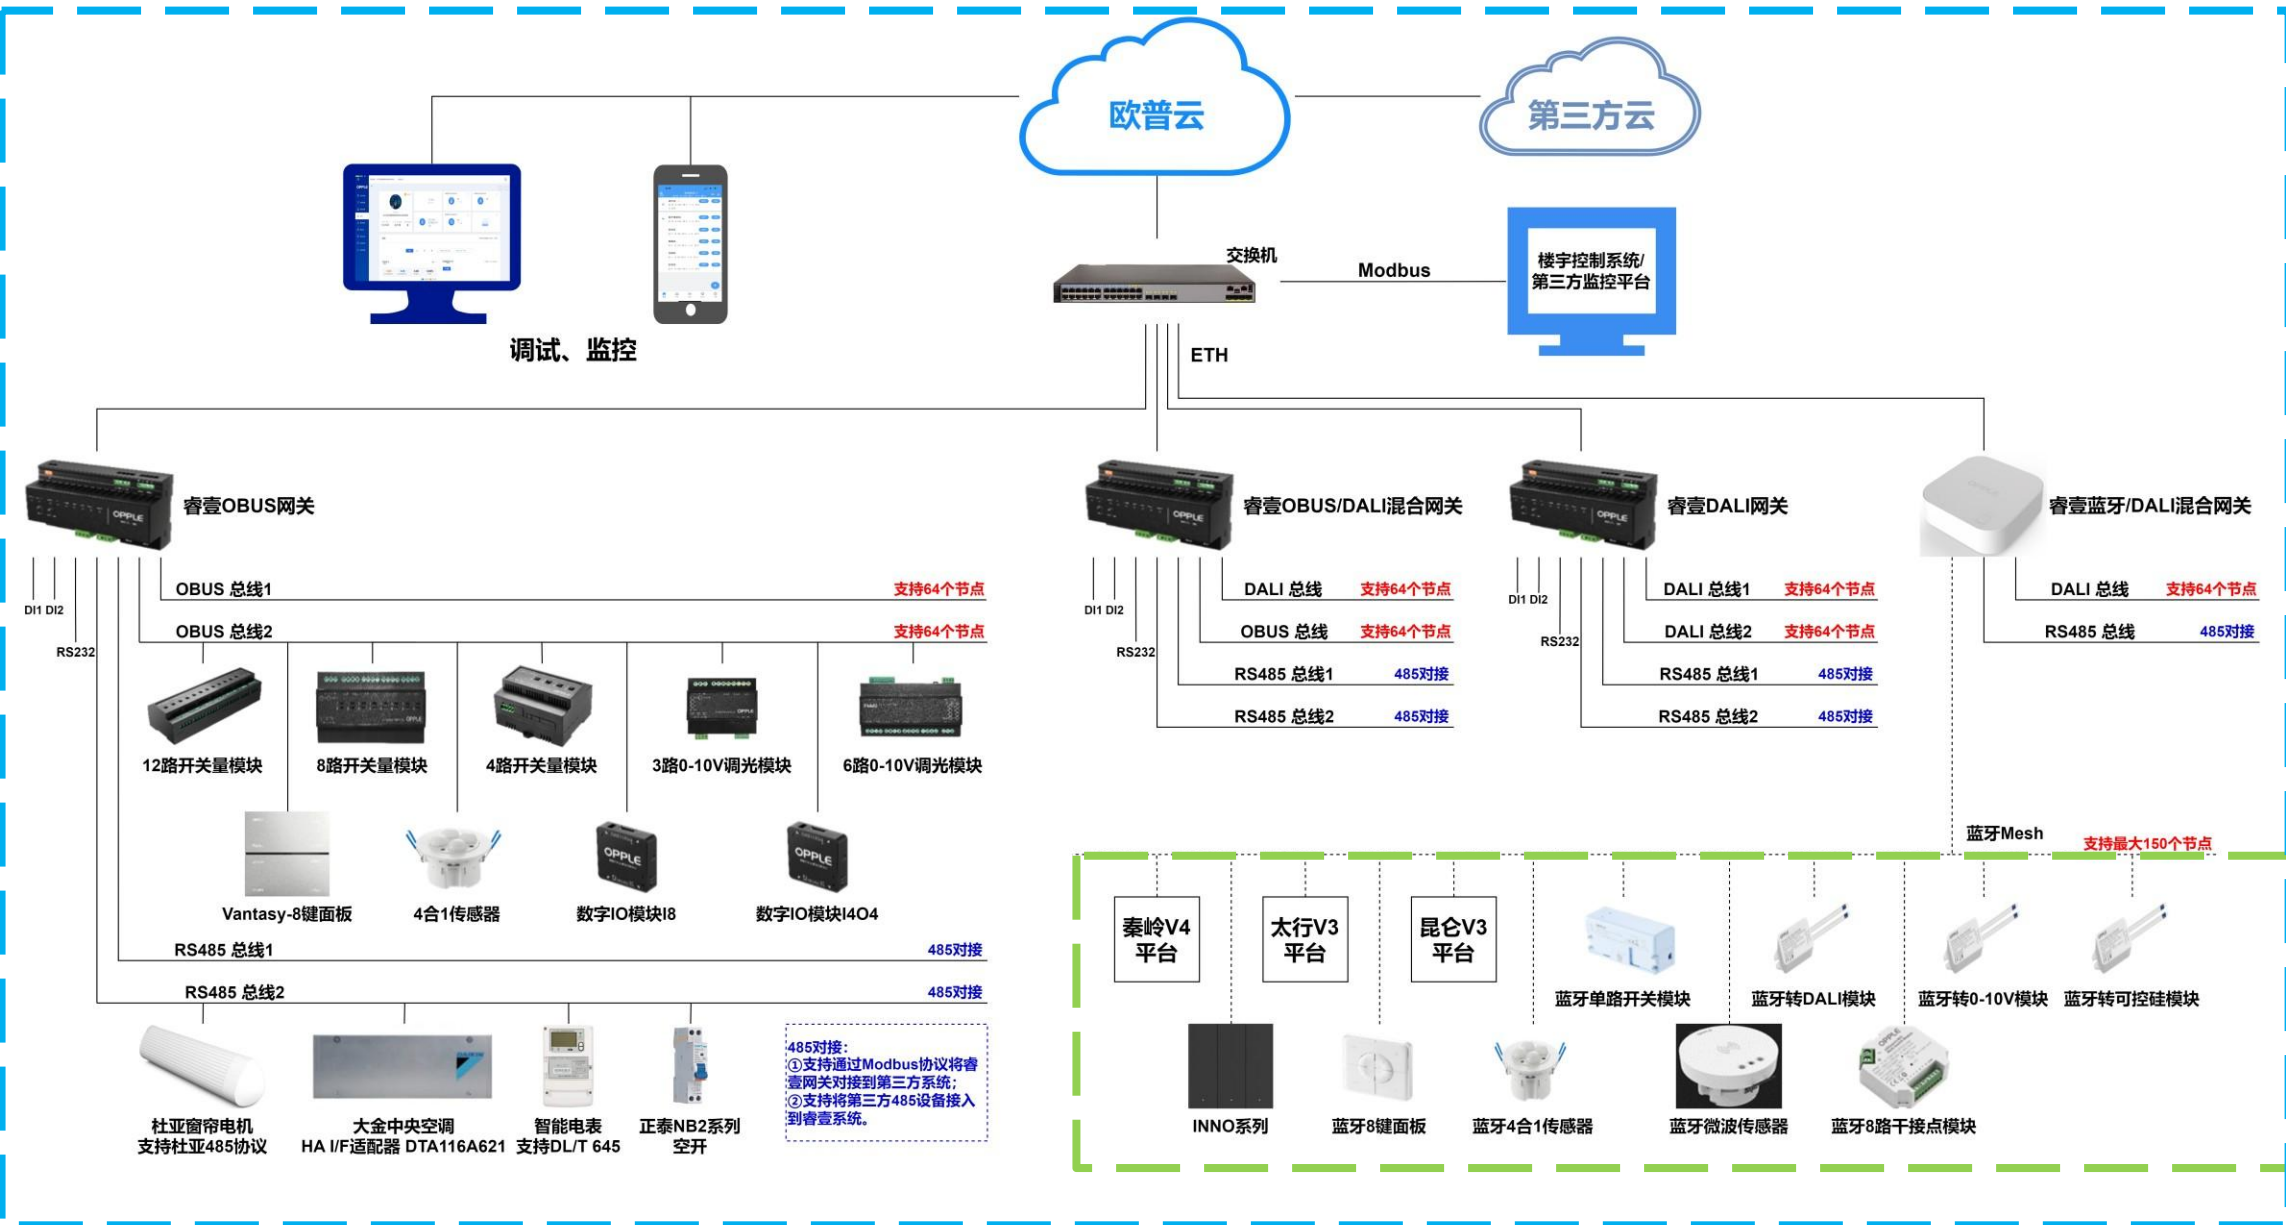 欧普云
第三方云
调试、监控
交换机
Modbus
楼宇控制系统/
第三方监控平台
ETH
睿壹OBUS网关
睿壹OBUS/DALI混合网关
睿壹DALI网关
睿壹蓝牙/DALI混合网关
OPPLE
OPPLE
OPPLE
DI1 DI2
RS232
OBUS 总线1
支持64个节点
OBUS 总线2
支持64个节点
DI1 DI2
RS232
DALI 总线
支持64个节点
OBUS 总线
支持64个节点
RS485 总线1
485对接
RS485 总线2
485对接
DI1 DI2
RS232
DALI 总线1
支持64个节点
DALI 总线2
支持64个节点
RS485 总线1
485对接
RS485 总线2
485对接
DALI 总线
支持64个节点
RS485 总线
485对接
12路开关量模块
8路开关量模块
4路开关量模块
3路0-10V调光模块
6路0-10V调光模块
OPPLE
OPPLE
Vantasy-8键面板
4合1传感器
数字IO模块I8
数字IO模块I4O4
RS485 总线1
485对接
RS485 总线2
485对接
杜亚窗帘电机
支持杜亚485协议
大金中央空调
HA I/F适配器 DTA116A621
智能电表
支持DL/T 645
正泰NB2系列
空开
485对接：
①支持通过Modbus协议将睿
壹网关对接到第三方系统；
②支持将第三方485设备接入
到睿壹系统。
蓝牙Mesh
支持最大150个节点
秦岭V4
平台
太行V3
平台
昆仑V3
平台
蓝牙单路开关模块
蓝牙转DALI模块
蓝牙转0-10V模块
蓝牙转可控硅模块
INNO系列
蓝牙8键面板
蓝牙4合1传感器
蓝牙微波传感器
蓝牙8路干接点模块